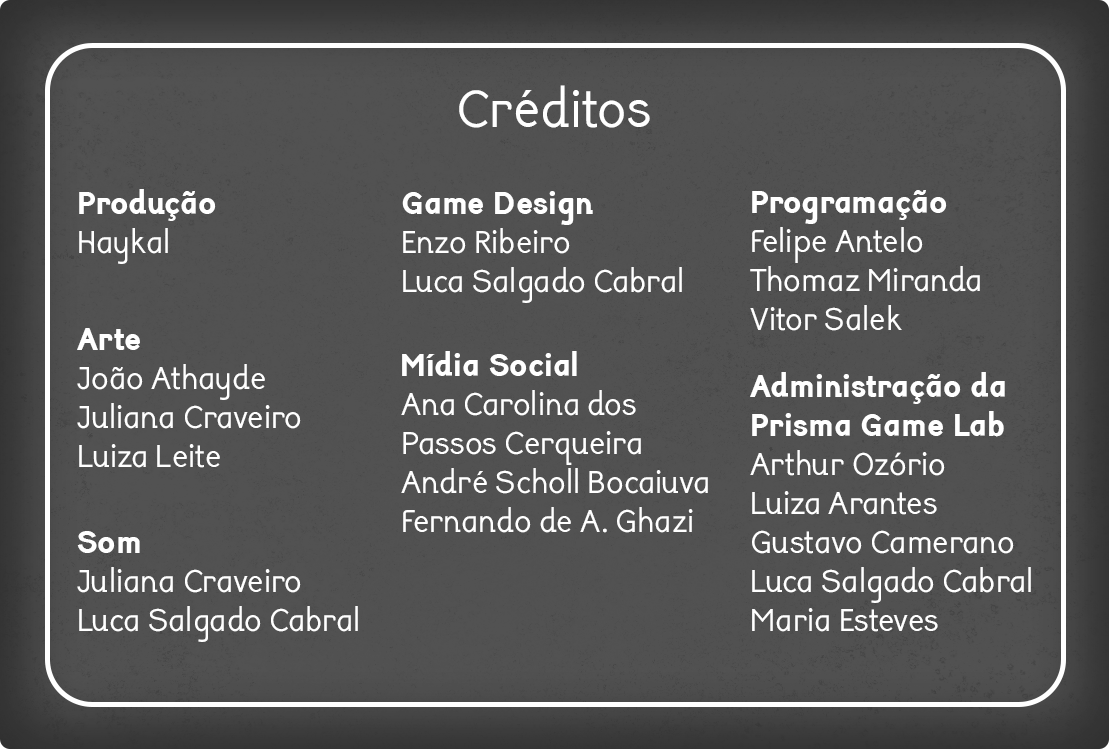 Créditos
Produção
Haykal
Arte
João Athayde
Juliana Craveiro
Luiza Leite
Som
Juliana Craveiro
Luca Salgado Cabral
Game Design
Enzo Ribeiro
Luca Salgado Cabral
Mídia Social
Ana Carolina dos
Passos Cerqueira
André Scholl Bocaiuva
Fernando de A. Ghazi
Programação
Felipe Antelo
Thomaz Miranda
Vitor Salek
Administração da
Prisma Game Lab
Arthur Ozório
Luiza Arantes
Gustavo Camerano
Luca Salgado Cabral
Maria Esteves